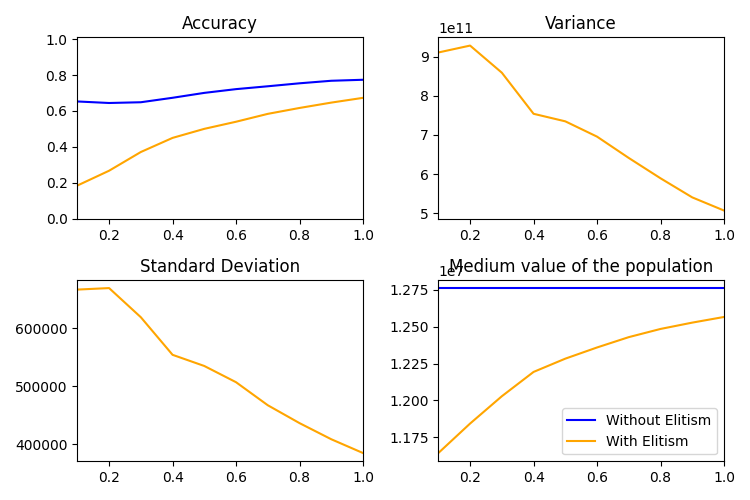 Accuracy
1.0
0.8
0.6
0.4
0.2
0.0
0.2 0.4 0.6 0.8 1.0
Variance
1e11
9
8
7
6
5
0.2 0.4 0.6 0.8 1.0
Standard Deviation
600000
500000
400000
0.2 0.4 0.6 0.8 1.0
Medium value of the population
1e7
1.275
1.250
1.225
1.200
1.175
Without Elitism
With Elitism
0.2 0.4 0.6 0.8 1.0